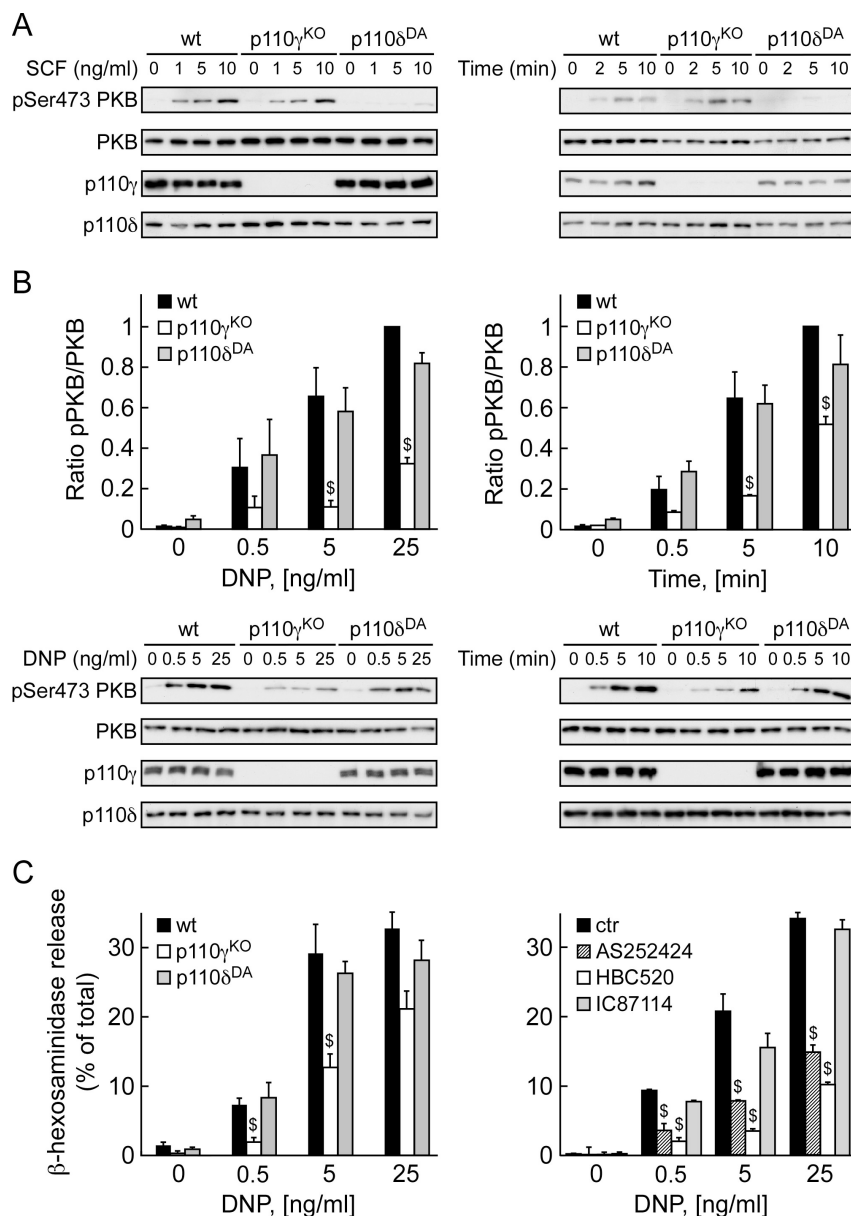 A
wt p110γKO p110δDA
SCF (ng/ml) 0 1 5 10 0 1 5 10 0 1 5 10
pSer473 PKB
PKB
p110γ
p110δ
wt p110γKO p110δDA
Time (min) 0 2 5 10 0 2 5 10 0 2 5 10
B
Ratio pPKB/PKB
1
0.8
0.6
0.4
0.2
0
wt
p110γKO
p110δDA
$ $
0 0.5 5 25
DNP, [ng/ml]
Ratio pPKB/PKB
1
0.8
0.6
0.4
0.2
0
wt
p110γKO
p110δDA
$ $
0 0.5 5 10
Time, [min]
wt p110γKO p110δDA
DNP (ng/ml) 0 0.5 5 25 0 0.5 5 25 0 0.5 5 25
pSer473 PKB
PKB
p110γ
p110δ
wt p110γKO p110δDA
Time (min) 0 0.5 5 10 0 0.5 5 10 0 0.5 5 10
C
β-hexosaminidase release
(% of total)
30
20
10
0
wt
p110γKO
p110δDA
$ $
0 0.5 5 25
DNP, [ng/ml]
30
20
10
0
ctr
AS252424
HBC520
IC87114
$ $ $ $ $ $
0 0.5 5 25
DNP, [ng/ml]